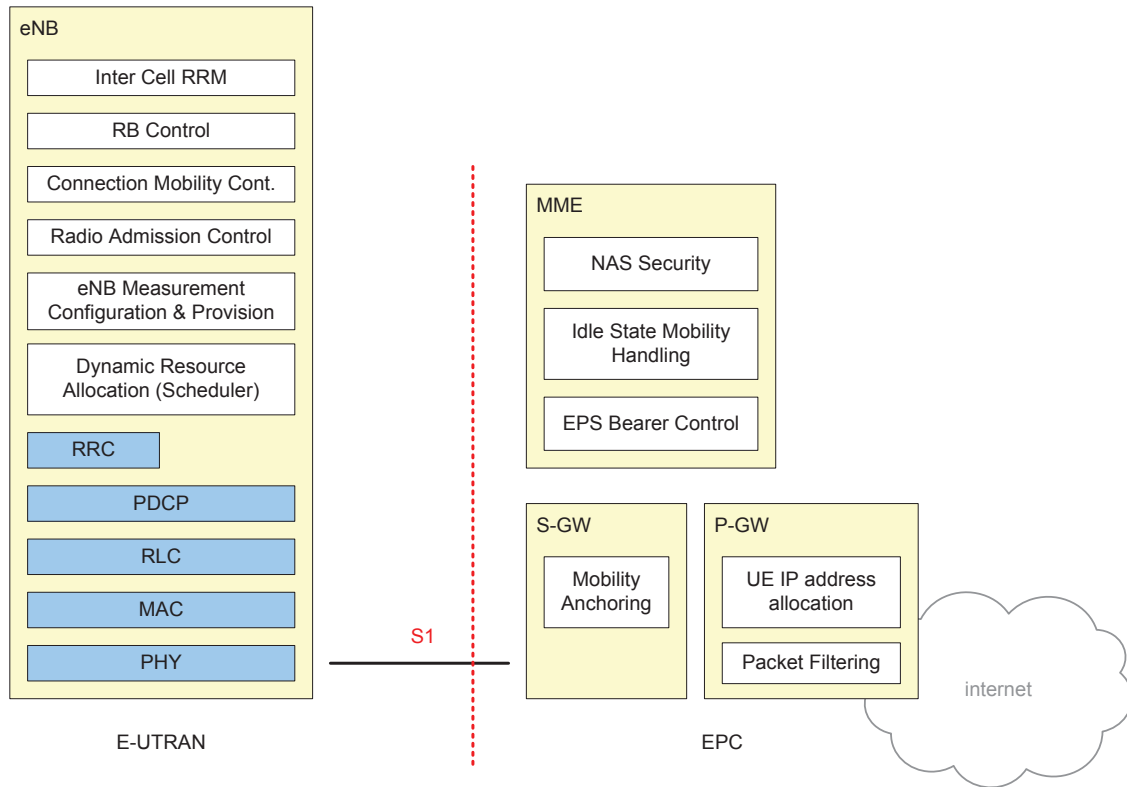 eNB
Inter Cell RRM
RB Control
Connection Mobility Cont.
Radio Admission Control
eNB Measurement
Configuration & Provision
Dynamic Resource
Allocation (Scheduler)
RRC
PDCP
RLC
MAC
PHY
E-UTRAN
S1
MME
NAS Security
Idle State Mobility
Handling
EPS Bearer Control
S-GW
Mobility
Anchoring
P-GW
UE IP address
allocation
Packet Filtering
internet
EPC